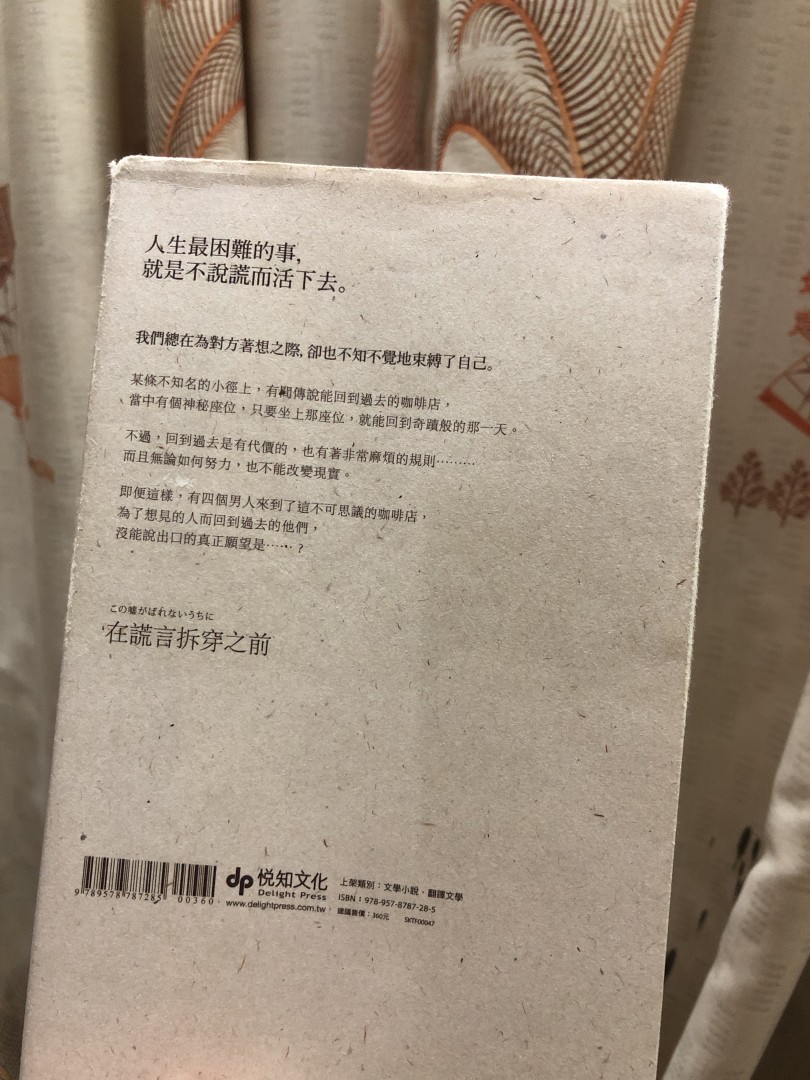 人生最困難的事,
就是不說謊而活下去。
我們總在為對方著想之際, 卻也不知不覺地束縛了自己。
某條不知名的小徑上，有間傳說能回到過去的咖啡店，
當中有個神秘座位，只要坐上那座位，就能回到奇蹟般的那一天。
不過，回到過去是有代價的，也有著非常麻煩的規則………
而且無論如何努力，也不能改變現實。
即便這樣，有四個男人來到了這不可思議的咖啡店，
為了想見的人而回到過去的他們，
沒能說出口的真正願望是……？
この嘘がばれないうちに
在謊言拆穿之前
9 789578 787285 00360
dp 悅知文化
Delight Press
www.delightpress.com.tw
上架類別：文學小說．翻譯文學
ISBN：978-957-8787-28-5
建議售價：360元 SKTF00047